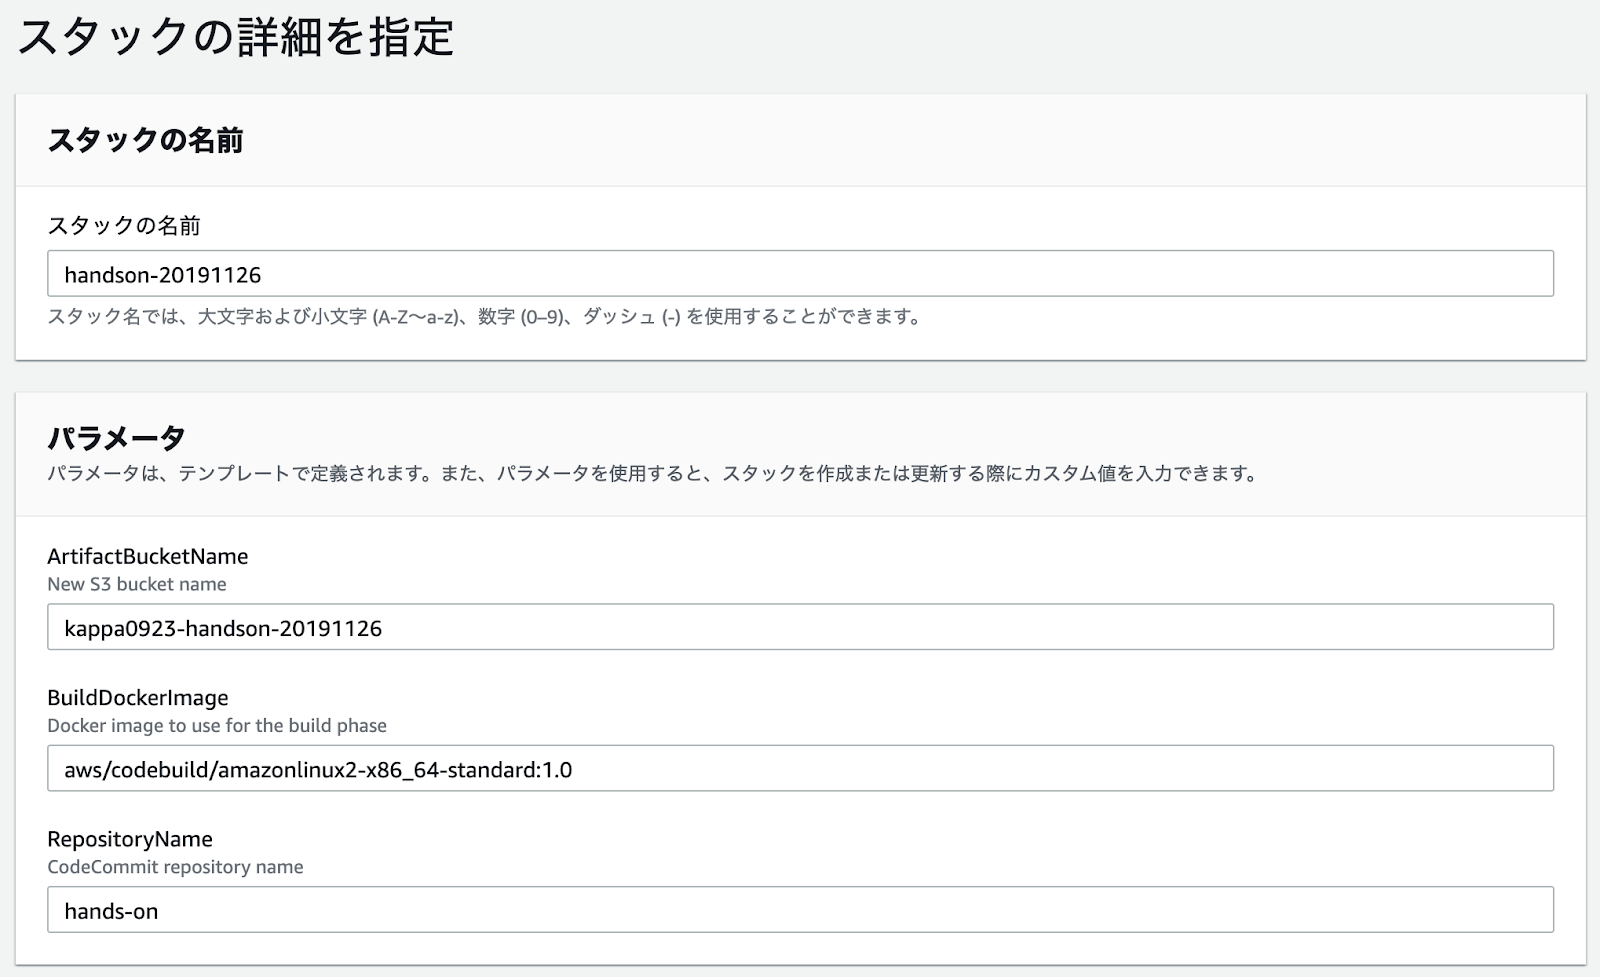 スタックの詳細を指定
スタックの名前
スタックの名前
handson-20191126
スタック名では、大文字および小文字 (A-Z〜a-z)、数字 (0–9)、ダッシュ (-) を使用することができます。
パラメータ
パラメータは、テンプレートで定義されます。また、パラメータを使用すると、スタックを作成または更新する際にカスタム値を入力できます。
ArtifactBucketName
New S3 bucket name
kappa0923-handson-20191126
BuildDockerImage
Docker image to use for the build phase
aws/codebuild/amazonlinux2-x86_64-standard:1.0
RepositoryName
CodeCommit repository name
hands-on